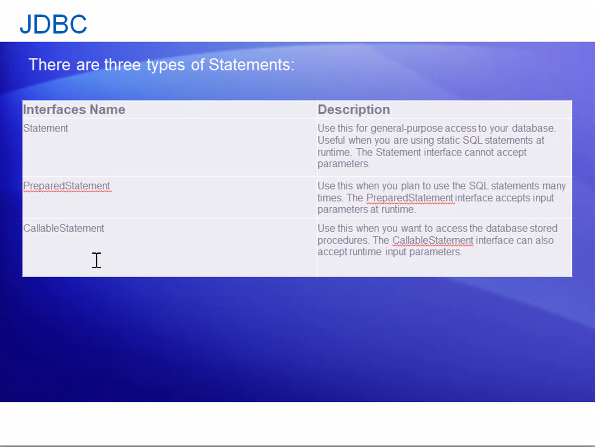 JDBC
There are three types of Statements:
Interfaces Name
Description
Statement
Use this for general-purpose access to your database.
Useful when you are using static SQL statements at
runtime. The Statement interface cannot accept
parameters.
PreparedStatement
Use this when you plan to use the SQL statements many
times. The PreparedStatement interface accepts input
parameters at runtime.
CallableStatement
Use this when you want to access the database stored
procedures. The CallableStatement interface can also
accept runtime input parameters.